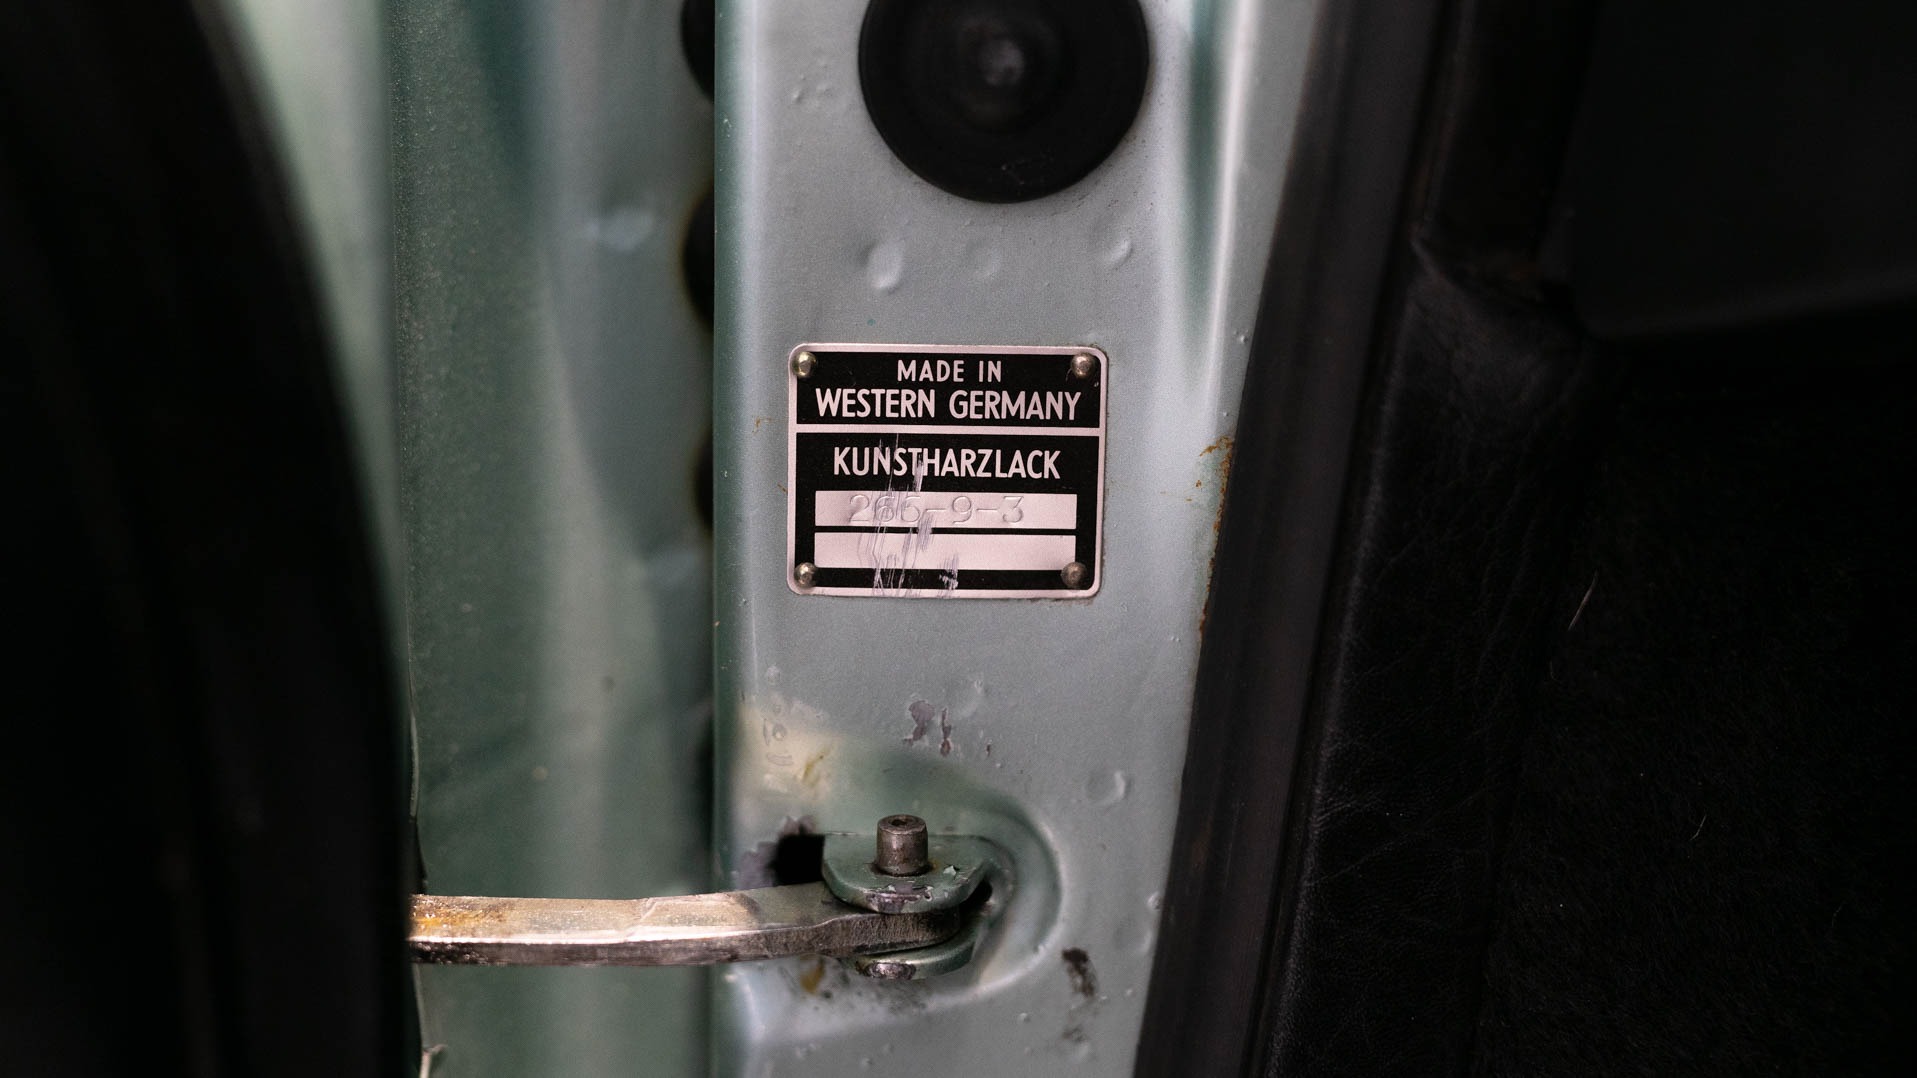 MADE IN
WESTERN GERMANY
KUNSTHARZLACK
266-9-3